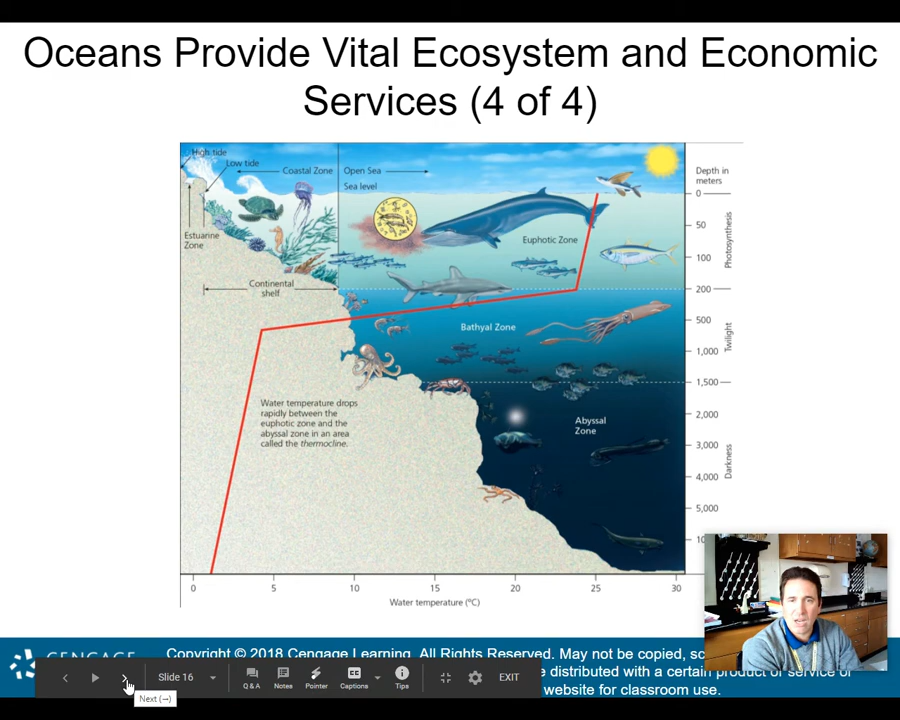 Oceans Provide Vital Ecosystem and Economic
Services (4 of 4)
High tide
Low tide
Coastal Zone
Open Sea
Sea level
Depth in
meters
0
50
100
200
500
1,000
1,500
2,000
3,000
4,000
5,000
Photosynthesis
Twilight
Darkness
Estuarine
Zone
Euphotic Zone
Continental
shelf
Bathyal Zone
Water temperature drops
rapidly between the
euphotic zone and the
abyssal zone in an area
called the thermocline.
Abyssal
Zone
0 5 10 15 20 25 30
Water temperature (°C)
CENGAGE
Copyright © 2018 Cengage Learning. All Rights Reserved. May not be copied,
distributed with a certain product or service or
website for classroom use.
Slide 16
Q & A
Notes
Pointer
Captions
Tips
EXIT
Next (→)